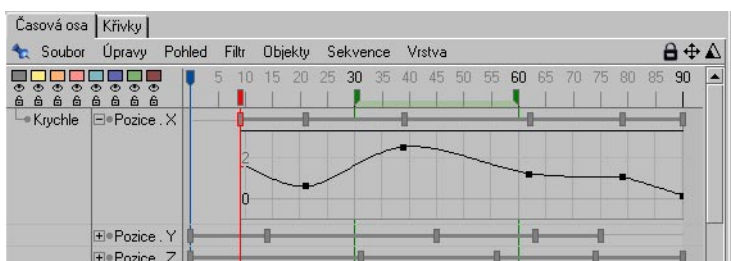 Časová osa Křivky
Soubor Úpravy Pohled Filtr Objekty Sekvence Vrstva
5 10 15 20 25 30 35 40 45 50 55 60 65 70 75 80 85 90
Krychle Pozice . X
2
0
Pozice . Y
Pozice . Z